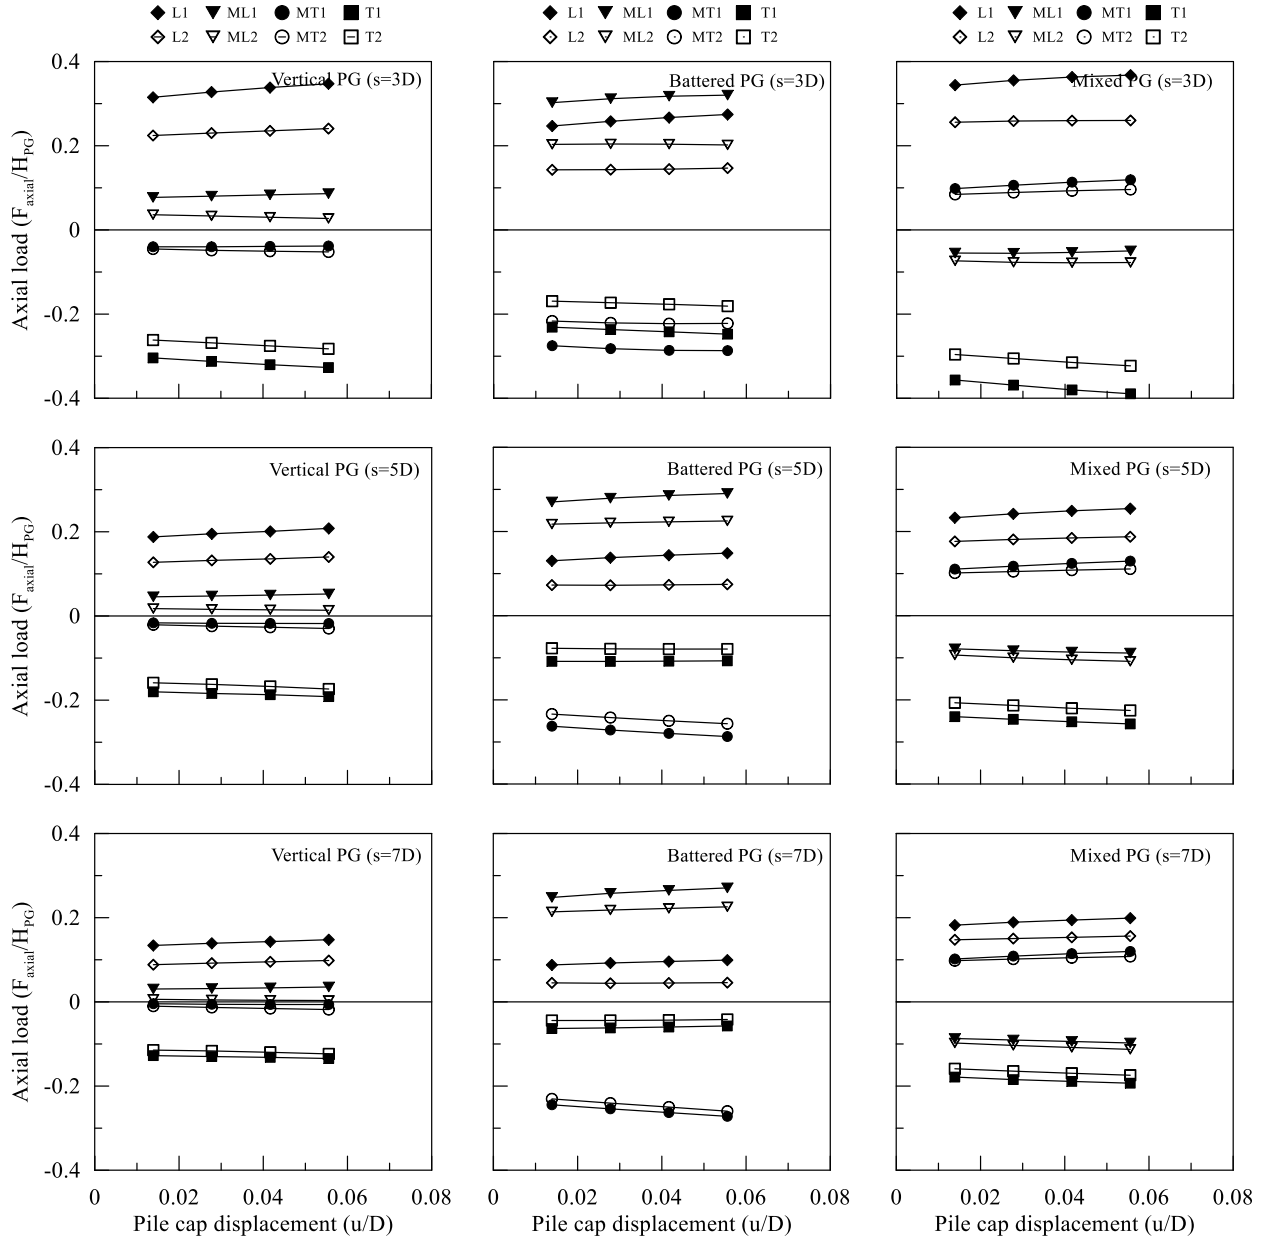 L1 ML1 MT1 T1 L1 ML1 MT1 T1 L1 ML1 MT1 T1
L2 ML2 MT2 T2 L2 ML2 MT2 T2 L2 ML2 MT2 T2
0.4
Vertical PG (s=3D) Battered PG (s=3D) Mixed PG (s=3D)
0.2
0
-0.2
-0.4
Axial load (Faxial/HPG)
0.4
Vertical PG (s=5D) Battered PG (s=5D) Mixed PG (s=5D)
0.2
0
-0.2
-0.4
Axial load (Faxial/HPG)
0.4
Vertical PG (s=7D) Battered PG (s=7D) Mixed PG (s=7D)
0.2
0
-0.2
-0.4
Axial load (Faxial/HPG)
0 0.02 0.04 0.06 0.08 0 0.02 0.04 0.06 0.08 0 0.02 0.04 0.06 0.08
Pile cap displacement (u/D) Pile cap displacement (u/D) Pile cap displacement (u/D)